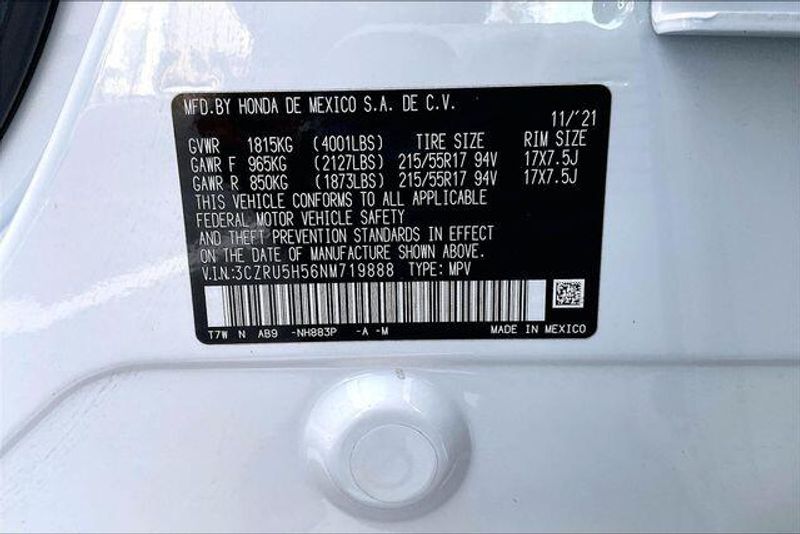 MFD.BY HONDA DE MEXICO S.A. DE C.V.
11/'21
GVWR 1815KG (4001LBS) TIRE SIZE RIM SIZE
GAWR F 965KG (2127LBS) 215/55R17 94V 17X7.5J
GAWR R 850KG (1873LBS) 215/55R17 94V 17X7.5J
THIS VEHICLE CONFORMS TO ALL APPLICABLE
FEDERAL MOTOR VEHICLE SAFETY
AND THEFT PREVENTION STANDARDS IN EFFECT
ON THE DATE OF MANUFACTURE SHOWN ABOVE.
V.I.N.:3CZRU5H56NM719888 TYPE: MPV
T7W N AB9 -NH883P -A -M MADE IN MEXICO